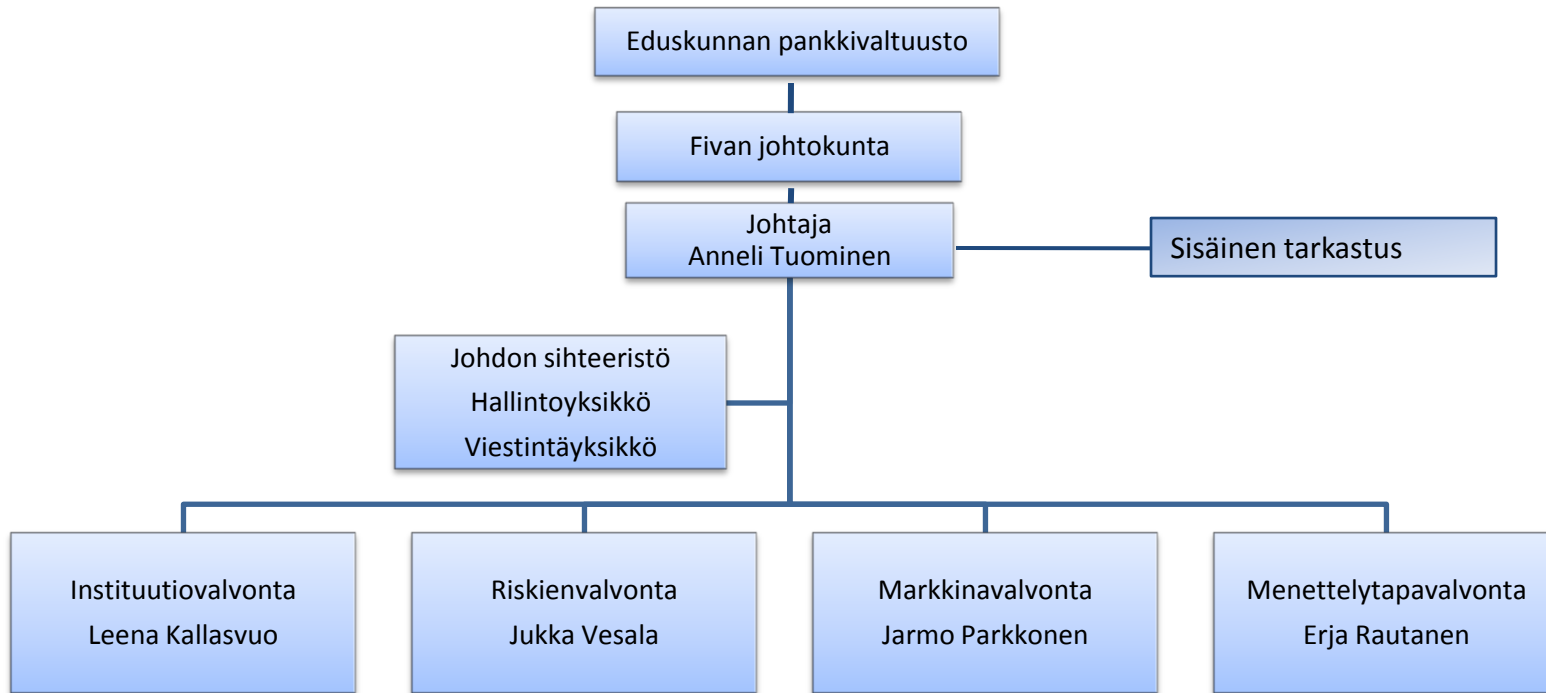 Eduskunnan pankkivaltuusto
Fivan johtokunta
Johtaja
Anneli Tuominen
Sisäinen tarkastus
Johdon sihteeristö
Hallintoyksikkö
Viestintäyksikkö
Instituutiovalvonta
Leena Kallasvuo
Riskienvalvonta
Jukka Vesala
Markkinavalvonta
Jarmo Parkkonen
Menettelytapavalvonta
Erja Rautanen